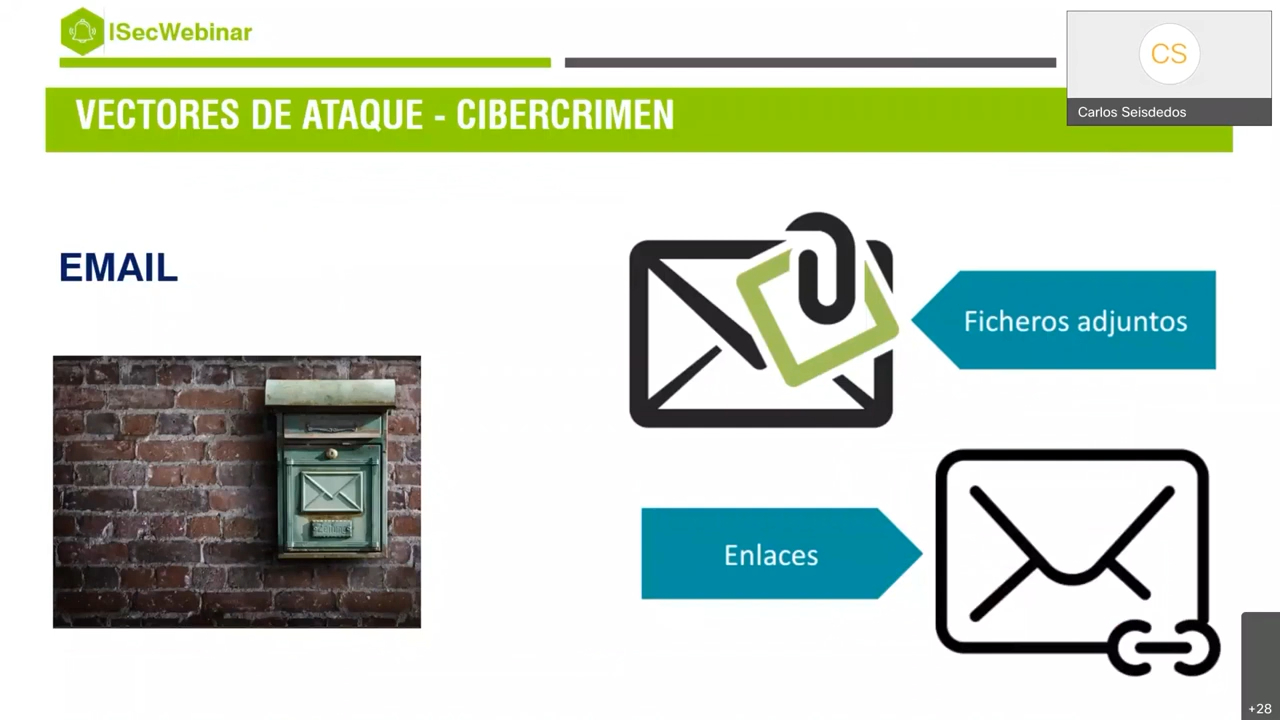 ISecWebinar
CS
Carlos Seisdedos
VECTORES DE ATAQUE - CIBERCRIMEN
EMAIL
Ficheros adjuntos
Enlaces
+28